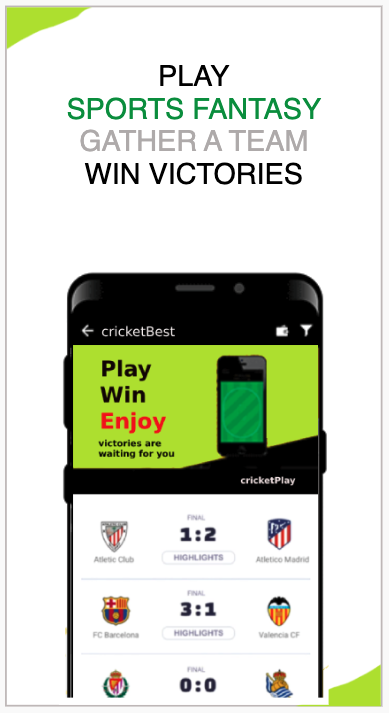 PLAY
SPORTS FANTASY
GATHER A TEAM
WIN VICTORIES
cricketBest
Play
Win
Enjoy
victories are
waiting for you
cricketPlay
FINAL
1:2
HIGHLIGHTS
Atletic Club
Atletico Madrid
FINAL
3:1
HIGHLIGHTS
FC Barcelona
Valencia CF
FINAL
0:0